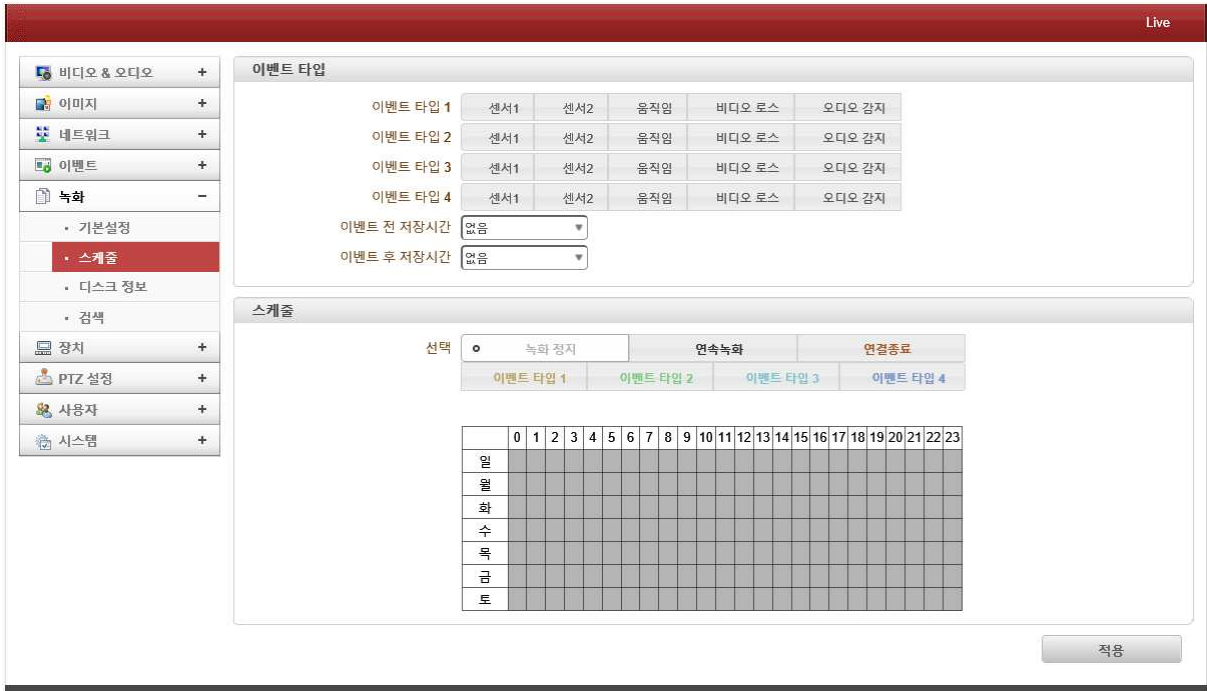 Live
비디오 & 오디오 +
이미지 +
네트워크 +
이벤트 +
녹화 −
기본설정
스케줄
디스크 정보
검색
장치 +
PTZ 설정 +
사용자 +
시스템 +
이벤트 타입
이벤트 타입 1 센서1 센서2 움직임 비디오 로스 오디오 감지
이벤트 타입 2 센서1 센서2 움직임 비디오 로스 오디오 감지
이벤트 타입 3 센서1 센서2 움직임 비디오 로스 오디오 감지
이벤트 타입 4 센서1 센서2 움직임 비디오 로스 오디오 감지
이벤트 전 저장시간 없음
이벤트 후 저장시간 없음
스케줄
선택 녹화 정지 연속녹화 연결종료
이벤트 타입 1 이벤트 타입 2 이벤트 타입 3 이벤트 타입 4
0 1 2 3 4 5 6 7 8 9 10 11 12 13 14 15 16 17 18 19 20 21 22 23
일
월
화
수
목
금
토
적용